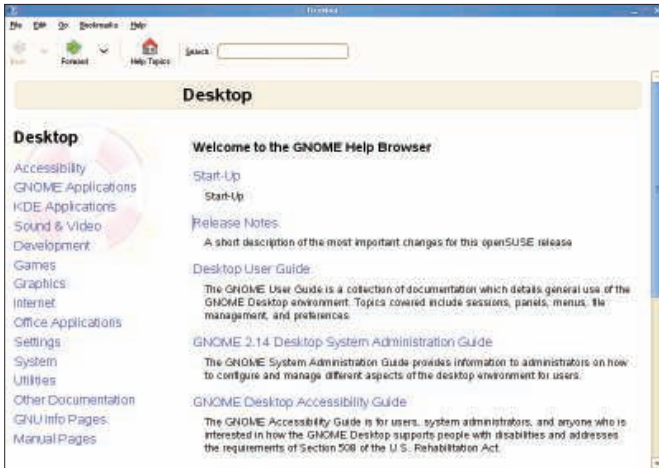 Desktop
File Edit Go Bookmarks Help
Back Forward Help Topics Search:
Desktop
Desktop
Accessibility
GNOME Applications
KDE Applications
Sound & Video
Development
Games
Graphics
Internet
Office Applications
Settings
System
Utilities
Other Documentation
GNU Info Pages
Manual Pages
Welcome to the GNOME Help Browser
Start-Up
Start-Up
Release Notes
A short description of the most important changes for this openSUSE release
Desktop User Guide
The GNOME User Guide is a collection of documentation which details general use of the
GNOME Desktop environment. Topics covered include sessions, panels, menus, file
management, and preferences.
GNOME 2.14 Desktop System Administration Guide
The GNOME System Administration Guide provides information to administrators on how
to configure and manage different aspects of the desktop environment for users.
GNOME Desktop Accessibility Guide
The GNOME Accessibility Guide is for users, system administrators, and anyone who is
interested in how the GNOME Desktop supports people with disabilities and addresses
the requirements of Section 508 of the U.S. Rehabilitation Act.